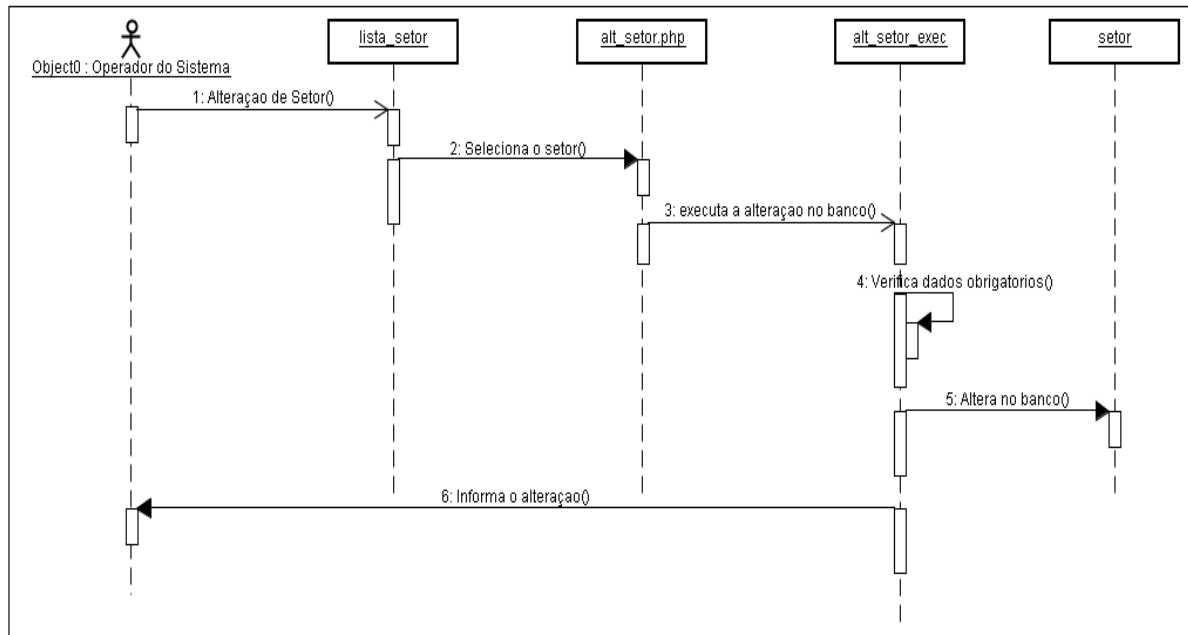 lista_setor
alt_setor.php
alt_setor_exec
setor
Object0 : Operador do Sistema
1: Alteraçao de Setor()
2: Seleciona o setor()
3: executa a alteraçao no banco()
4: Verifica dados obrigatorios()
5: Altera no banco()
6: Informa o alteraçao()